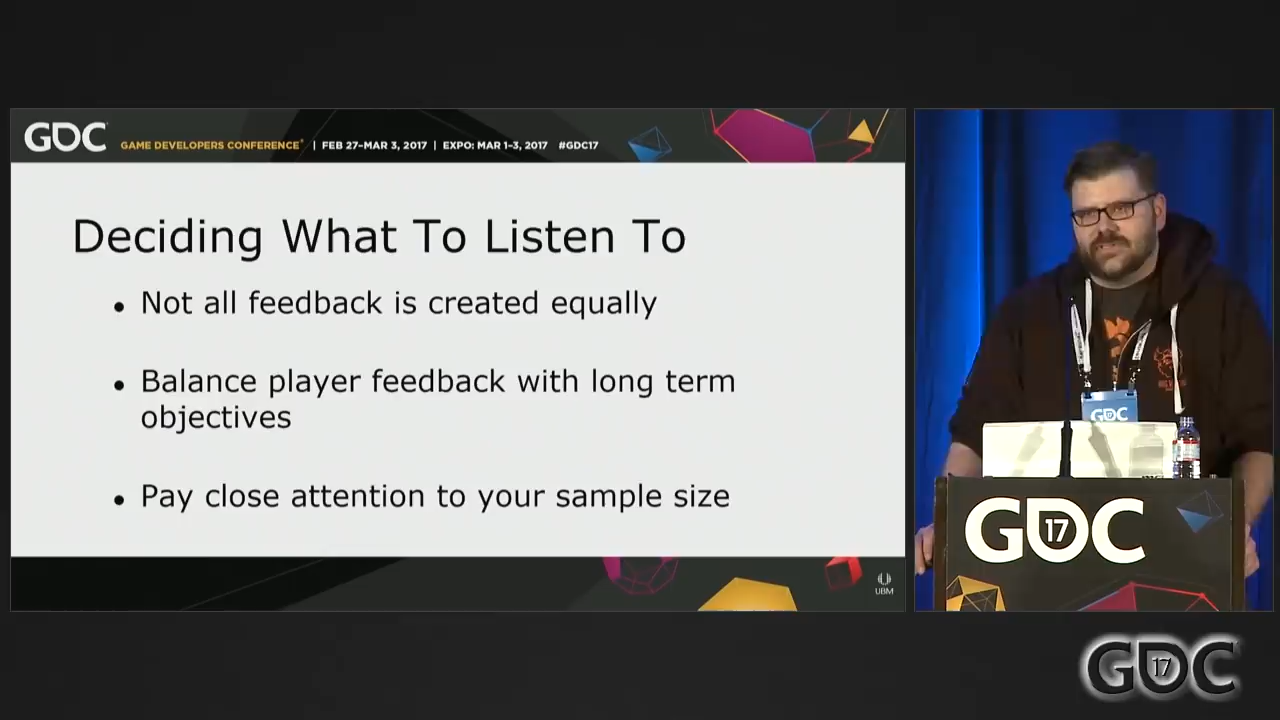 GDC
GAME DEVELOPERS CONFERENCE® | FEB 27–MAR 3, 2017 | EXPO: MAR 1–3, 2017 #GDC17
Deciding What To Listen To
• Not all feedback is created equally
• Balance player feedback with long term
objectives
• Pay close attention to your sample size
UBM
GDC
GDC
17
GDC
17